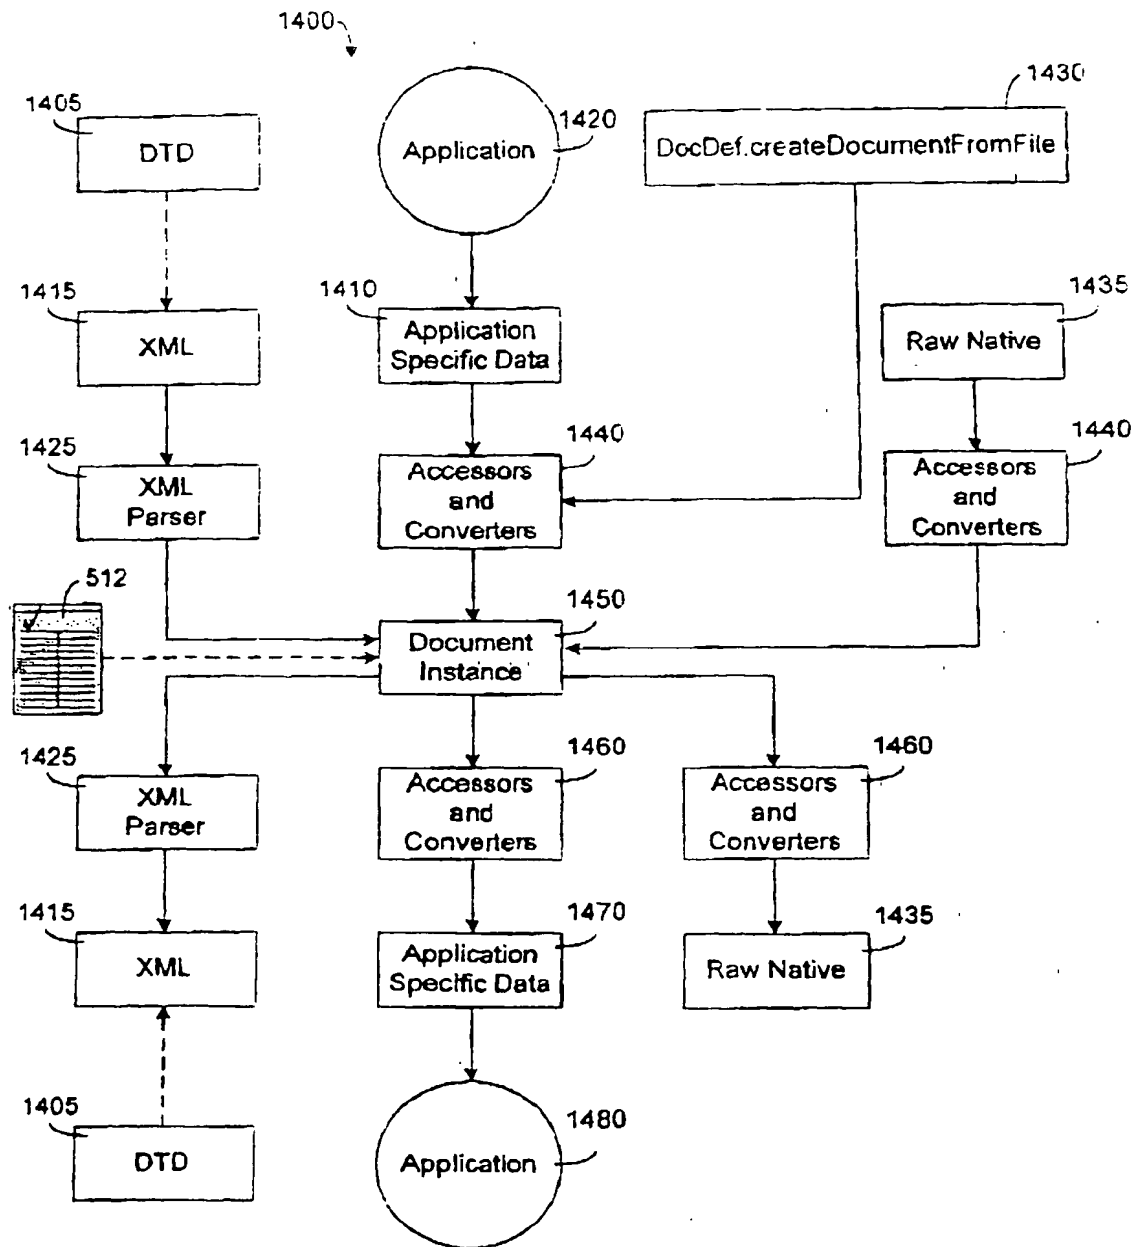 1400
1405
DTD
Application
1420
1430
DocDef.createDocumentFromFile
1415
XML
1410
Application
Specific Data
1435
Raw Native
1425
XML
Parser
1440
Accessors
and
Converters
1440
Accessors
and
Converters
512
1450
Document
Instance
1425
XML
Parser
1460
Accessors
and
Converters
1460
Accessors
and
Converters
1415
XML
1470
Application
Specific Data
1435
Raw Native
1405
DTD
Application
1480